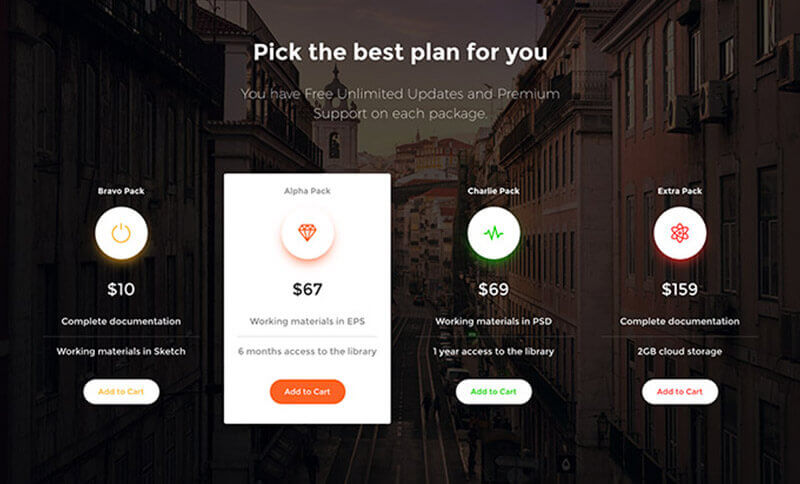 Pick the best plan for you
You have Free Unlimited Updates and Premium
Support on each package.
Bravo Pack
$10
Complete documentation
Working materials in Sketch
Add to Cart
Alpha Pack
$67
Working materials in EPS
6 months access to the library
Add to Cart
Charlie Pack
$69
Working materials in PSD
1 year access to the library
Add to Cart
Extra Pack
$159
Complete documentation
2GB cloud storage
Add to Cart